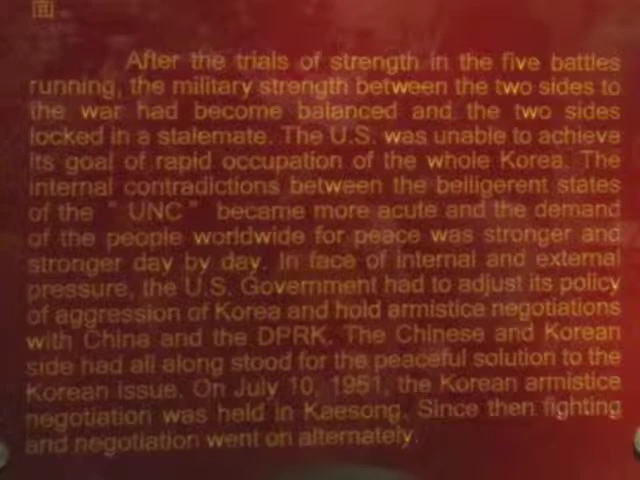 面
After the trials of strength in the five battles
running, the military strength between the two sides to
the war had become balanced and the two sides
locked in a stalemate. The U.S. was unable to achieve
its goal of rapid occupation of the whole Korea. The
internal contradictions between the belligerent states
of the " UNC " became more acute and the demand
of the people worldwide for peace was stronger and
stronger day by day. In face of internal and external
pressure, the U.S. Government had to adjust its policy
of aggression of Korea and hold armistice negotiations
with China and the DPRK. The Chinese and Korean
side had all along stood for the peaceful solution to the
Korean issue. On July 10, 1951, the Korean armistice
negotiation was held in Kaesong. Since then fighting
and negotiation went on alternately.